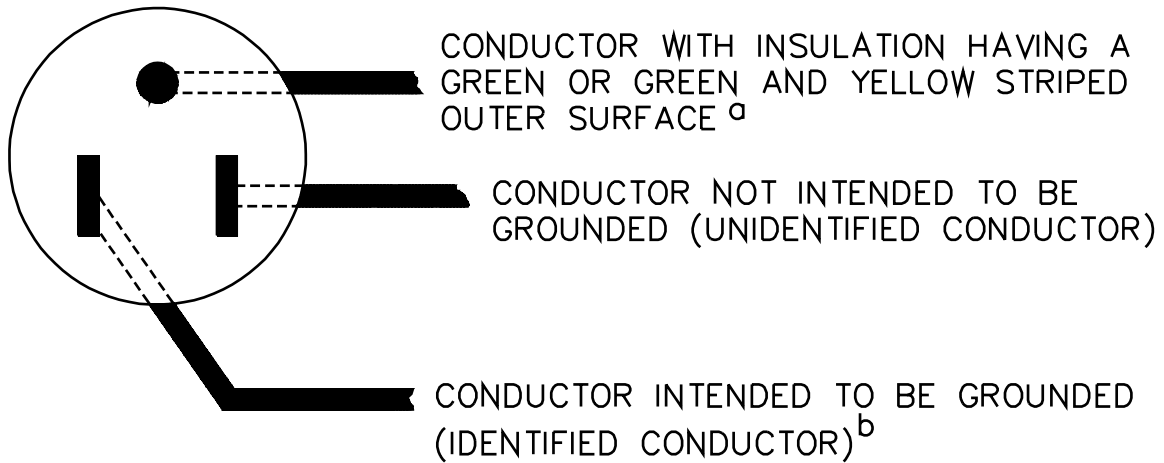 CONDUCTOR WITH INSULATION HAVING A
GREEN OR GREEN AND YELLOW STRIPED
OUTER SURFACE a
CONDUCTOR NOT INTENDED TO BE
GROUNDED (UNIDENTIFIED CONDUCTOR)
CONDUCTOR INTENDED TO BE GROUNDED
(IDENTIFIED CONDUCTOR) b